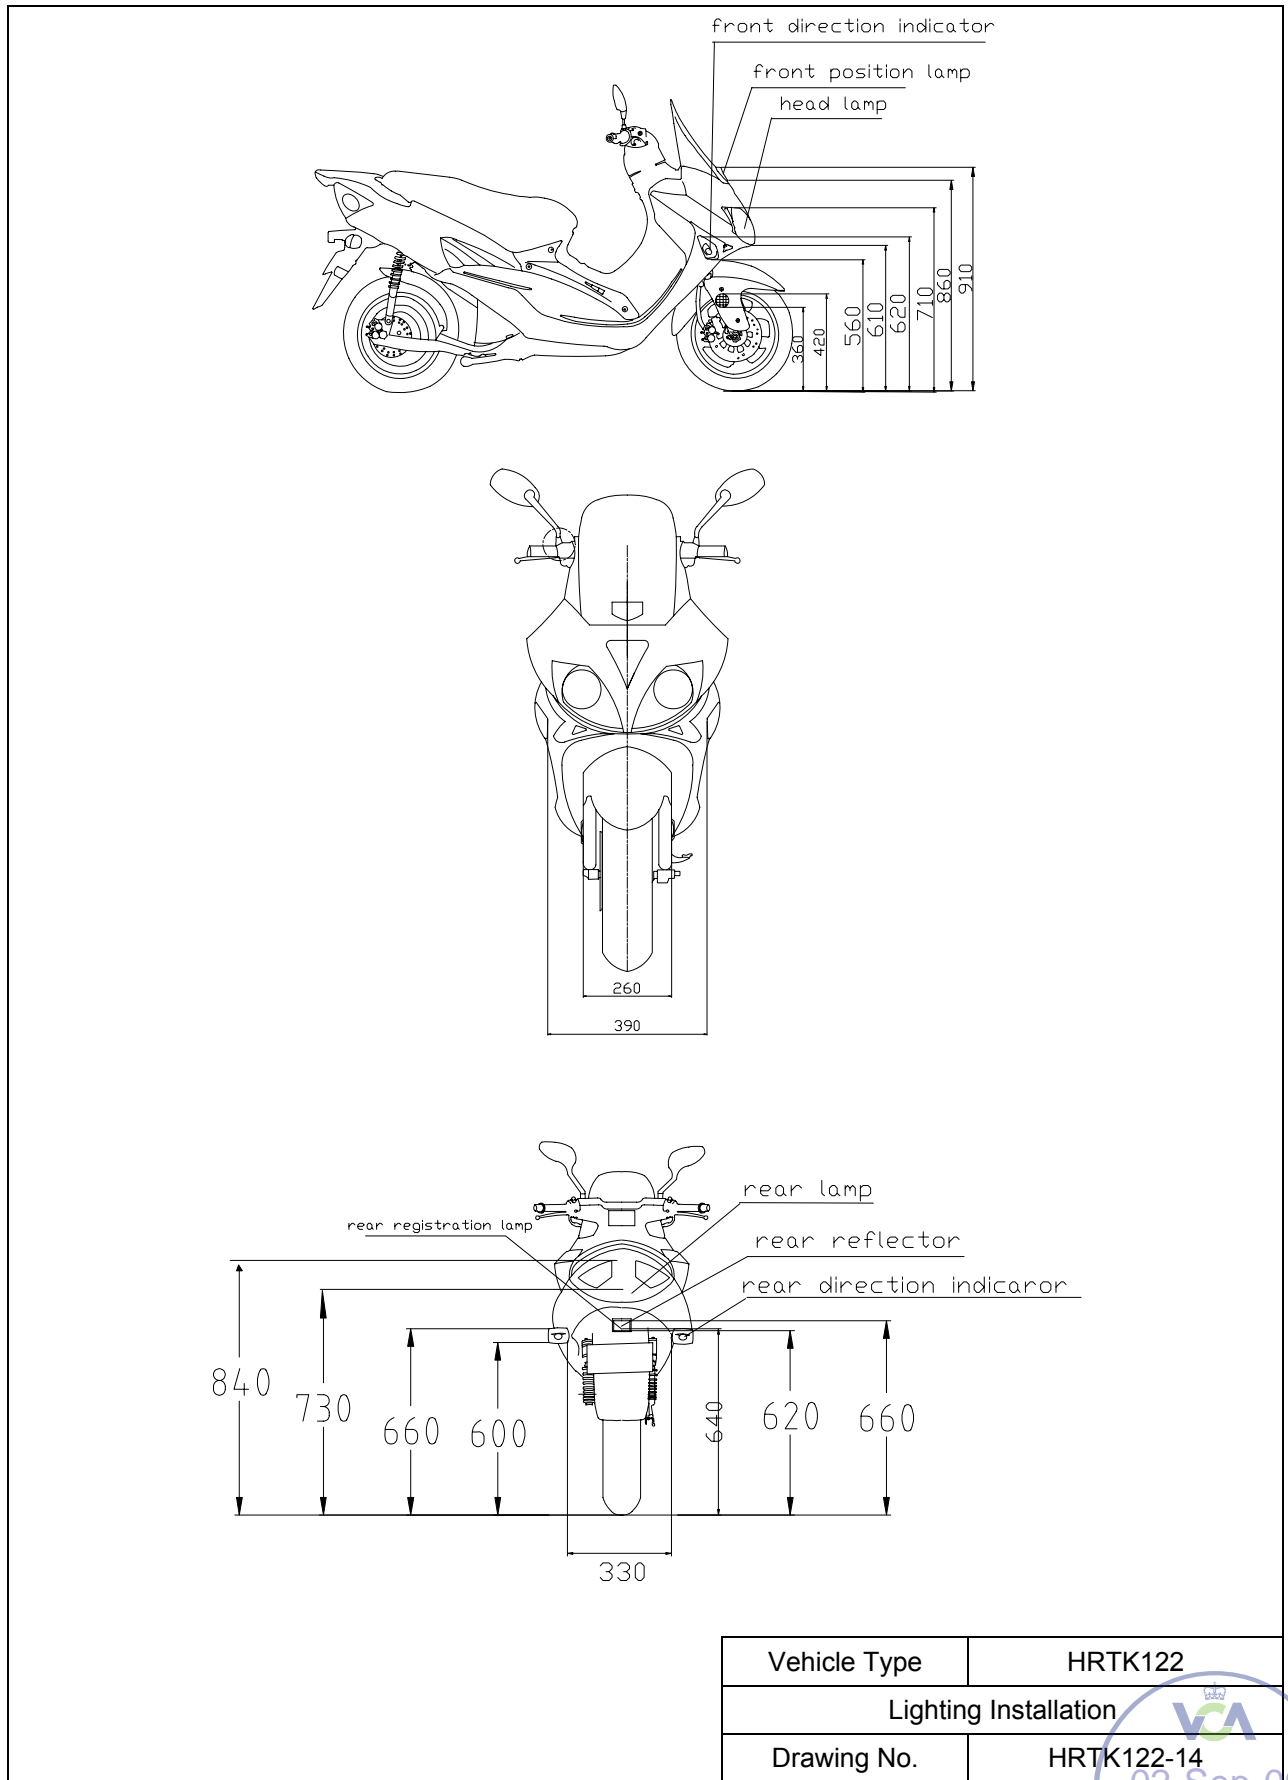 front direction indicator
front position lamp
head lamp
360
420
560
610
620
710
860
910
260
390
rear lamp
rear registration lamp
rear reflector
rear direction indicaror
840
730
660
600
640
620
660
330
Vehicle Type HRTK122
Lighting Installation
VCA
Drawing No. HRTK122-14